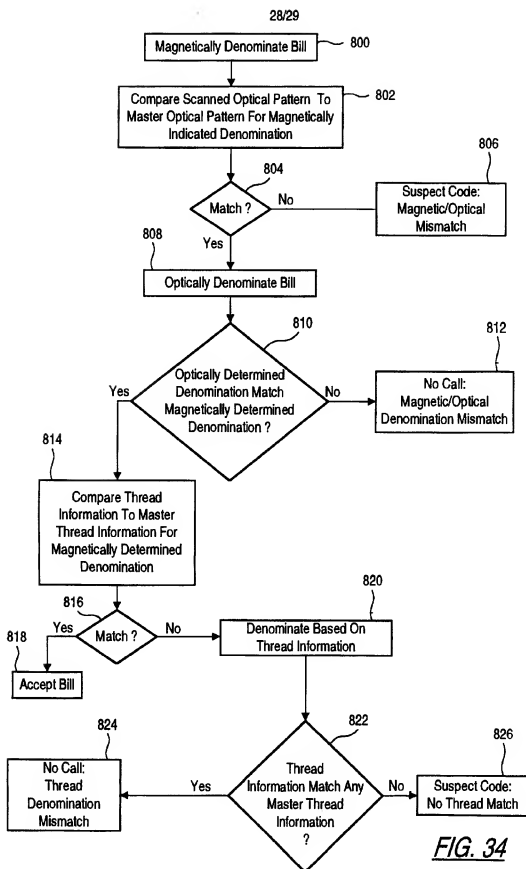 28/29
Magnetically Denominate Bill
800
Compare Scanned Optical Pattern To
Master Optical Pattern For Magnetically
Indicated Denomination
802
804
Match ?
No
Yes
806
Suspect Code:
Magnetic/Optical
Mismatch
808
Optically Denominate Bill
810
Optically Determined
Denomination Match
Magnetically Determined
Denomination ?
Yes
No
812
No Call:
Magnetic/Optical
Denomination Mismatch
814
Compare Thread
Information To Master
Thread Information For
Magnetically Determined
Denomination
816
Match ?
Yes
No
818
Accept Bill
820
Denominate Based On
Thread Information
822
Thread
Information Match Any
Master Thread
Information
?
Yes
No
824
No Call:
Thread
Denomination
Mismatch
826
Suspect Code:
No Thread Match
FIG. 34